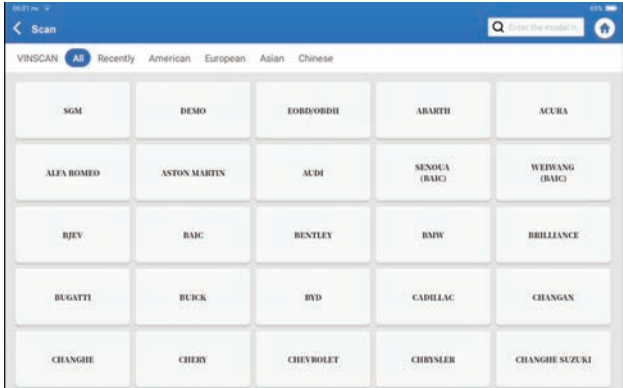 Scan
Enter the model n
VINSCAN All Recently American European Asian Chinese
SGM DEMO EOBD/OBDII ABARTH ACURA
ALFA ROMEO ASTON MARTIN AUDI SENOUA WEIWANG
(BAIC) (BAIC)
BJEV BAIC BENTLEY BMW BRILLIANCE
BUGATTI BUICK BYD CADILLAC CHANGAN
CHANGHE CHERY CHEVROLET CHRYSLER CHANGHE SUZUKI